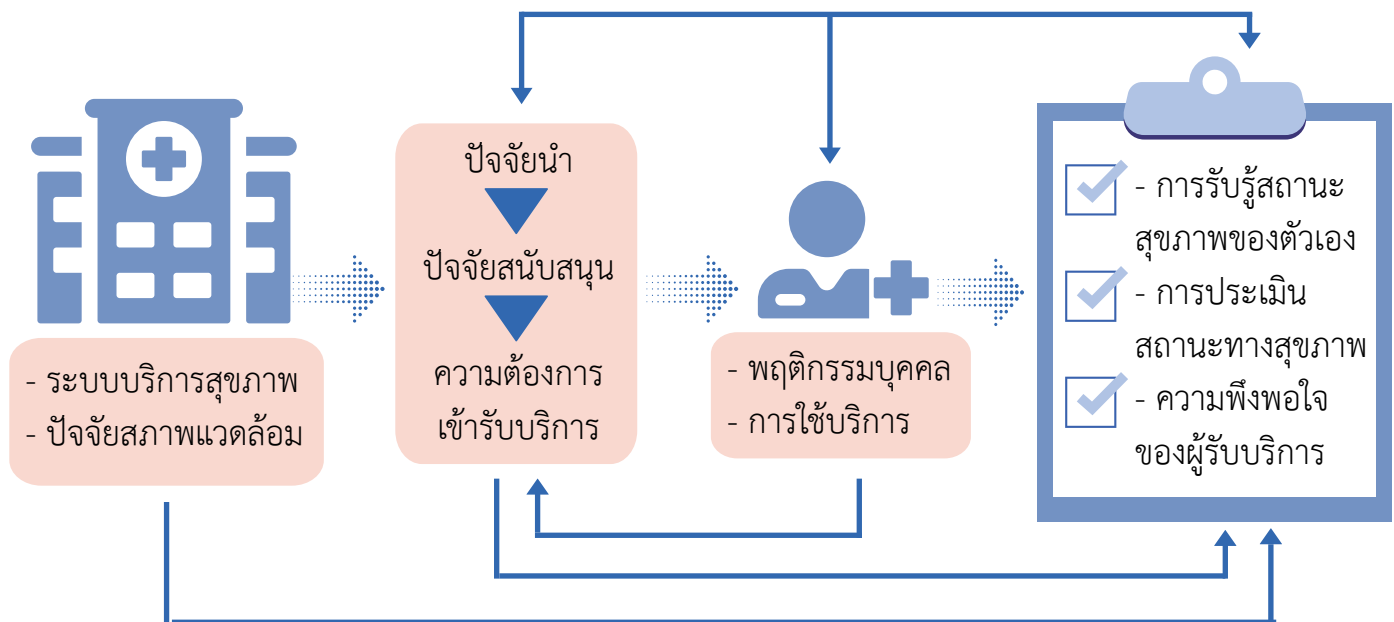 ปัจจัยนำ
ปัจจัยสนับสนุน
ความต้องการ
เข้ารับบริการ
- ระบบบริการสุขภาพ
- ปัจจัยสภาพแวดล้อม
- พฤติกรรมบุคคล
- การใช้บริการ
- การรับรู้สถานะ
สุขภาพของตัวเอง
- การประเมิน
สถานะทางสุขภาพ
- ความพึงพอใจ
ของผู้รับบริการ